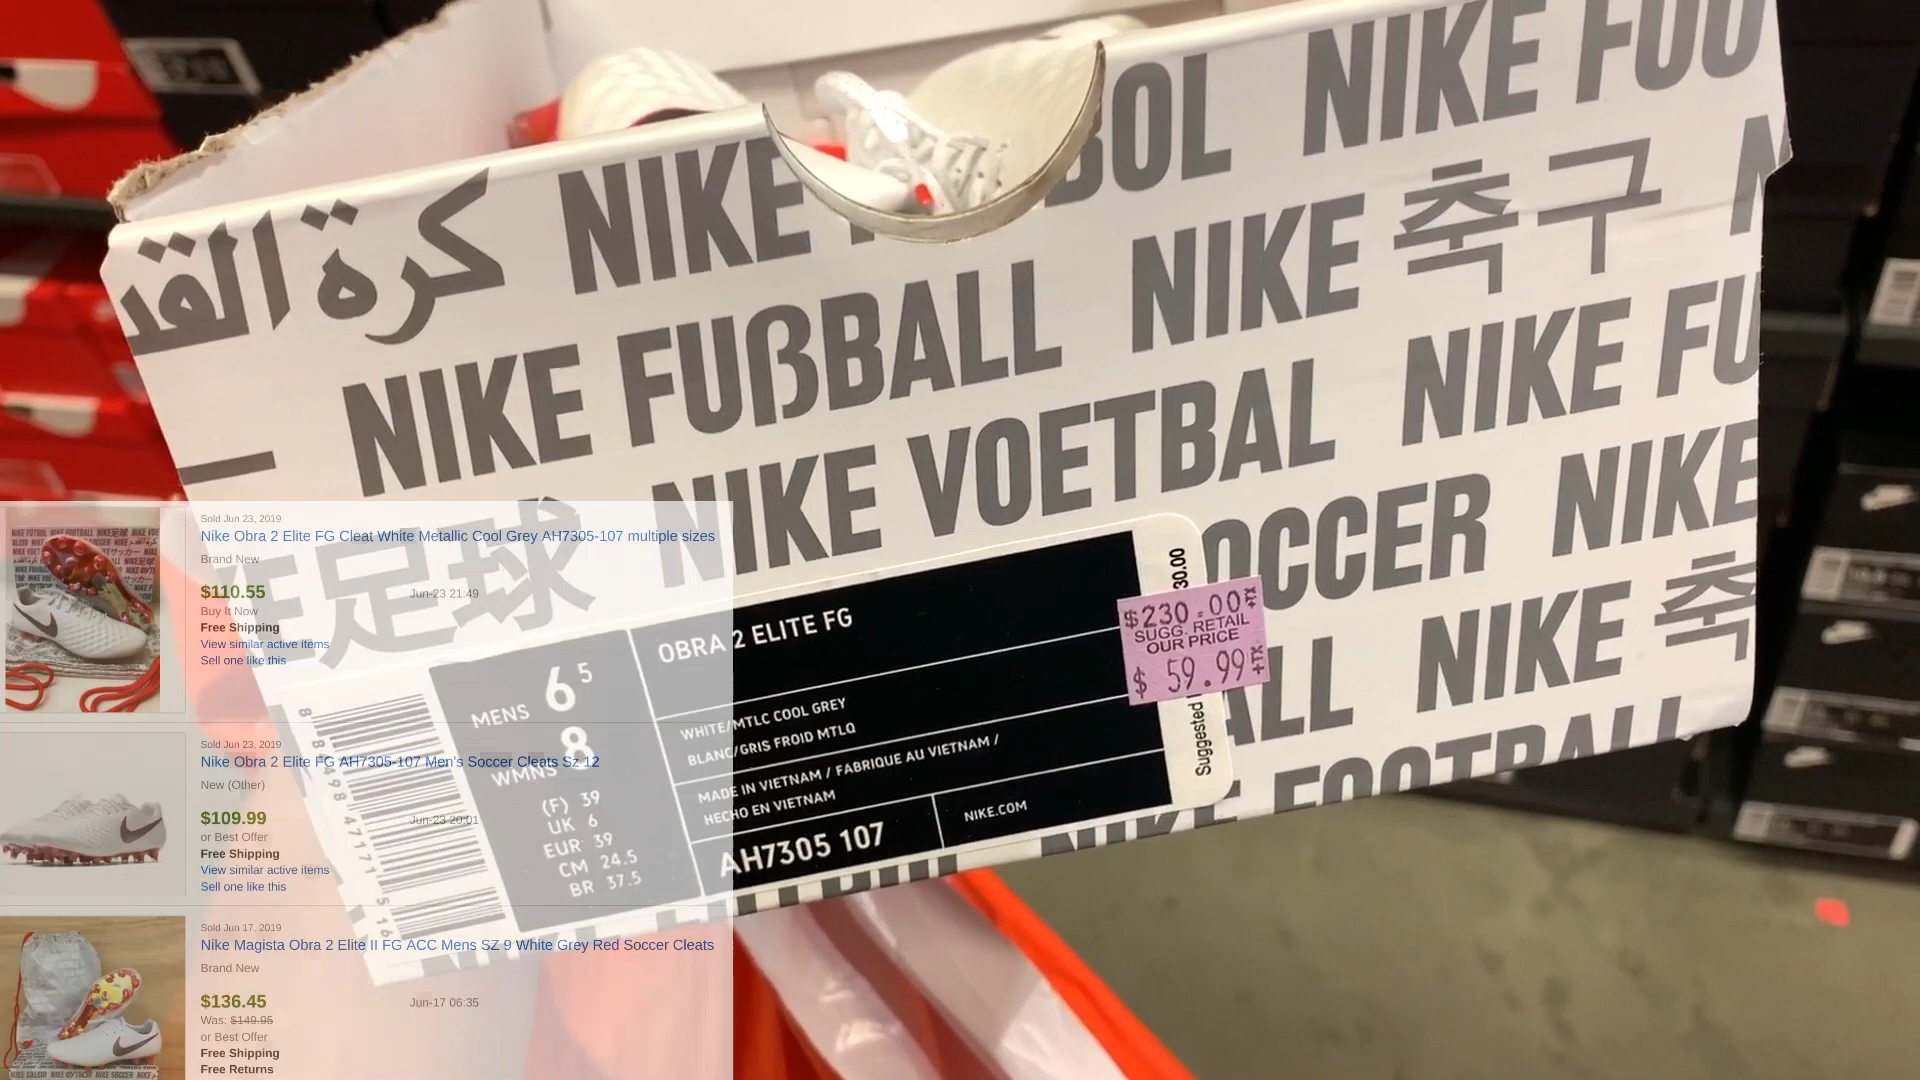 NIKE FOO
BOL
كرة القد
NIKE
NIKE 축구
NIKE FUßBALL
NIKE FU
NIKE VOETBAL
NIKE
SOCCER
足球
NIKE 축
ALL
NIKE FOOTBALL
OBRA 2 ELITE FG
MENS 6 5
WMNS 8
(F) 39
UK 6
EUR 39
CM 24.5
BR 37.5
WHITE/MTLC COOL GREY
BLANC/GRIS FROID MTLQ
MADE IN VIETNAM / FABRIQUE AU VIETNAM /
HECHO EN VIETNAM
AH7305 107
NIKE.COM
Suggested
30.00
$230.00 +TX
SUGG. RETAIL
OUR PRICE
$ 59.99 +TX
Sold Jun 23, 2019
Nike Obra 2 Elite FG Cleat White Metallic Cool Grey AH7305-107 multiple sizes
Brand New
$110.55 Jun-23 21:49
Buy It Now
Free Shipping
View similar active items
Sell one like this
Sold Jun 23, 2019
Nike Obra 2 Elite FG AH7305-107 Men's Soccer Cleats Sz 12
New (Other)
$109.99 Jun-23 20:01
or Best Offer
Free Shipping
View similar active items
Sell one like this
Sold Jun 17, 2019
Nike Magista Obra 2 Elite II FG ACC Mens SZ 9 White Grey Red Soccer Cleats
Brand New
$136.45 Jun-17 06:35
Was: $149.95
or Best Offer
Free Shipping
Free Returns